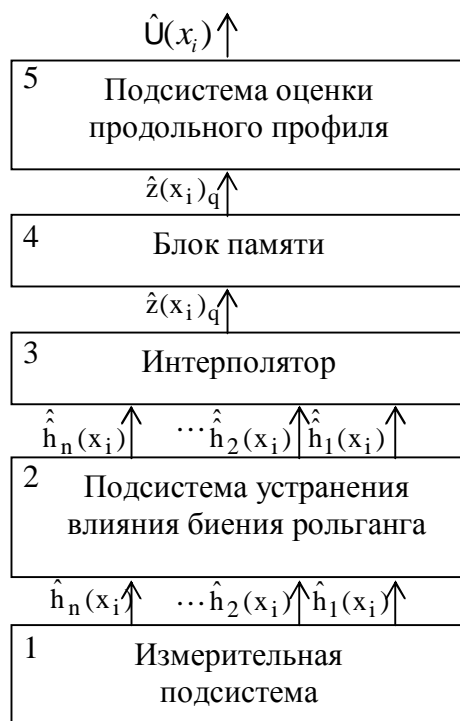 Û(x_i)
5
Подсистема оценки
продольного профиля
ẑ(x_i)_q
4
Блок памяти
ẑ(x_i)_q
3
Интерполятор
ĥ̂_n(x_i) ...ĥ̂_2(x_i) ĥ̂_1(x_i)
2
Подсистема устранения
влияния биения рольганга
ĥ_n(x_i) ...ĥ_2(x_i) ĥ_1(x_i)
1
Измерительная
подсистема